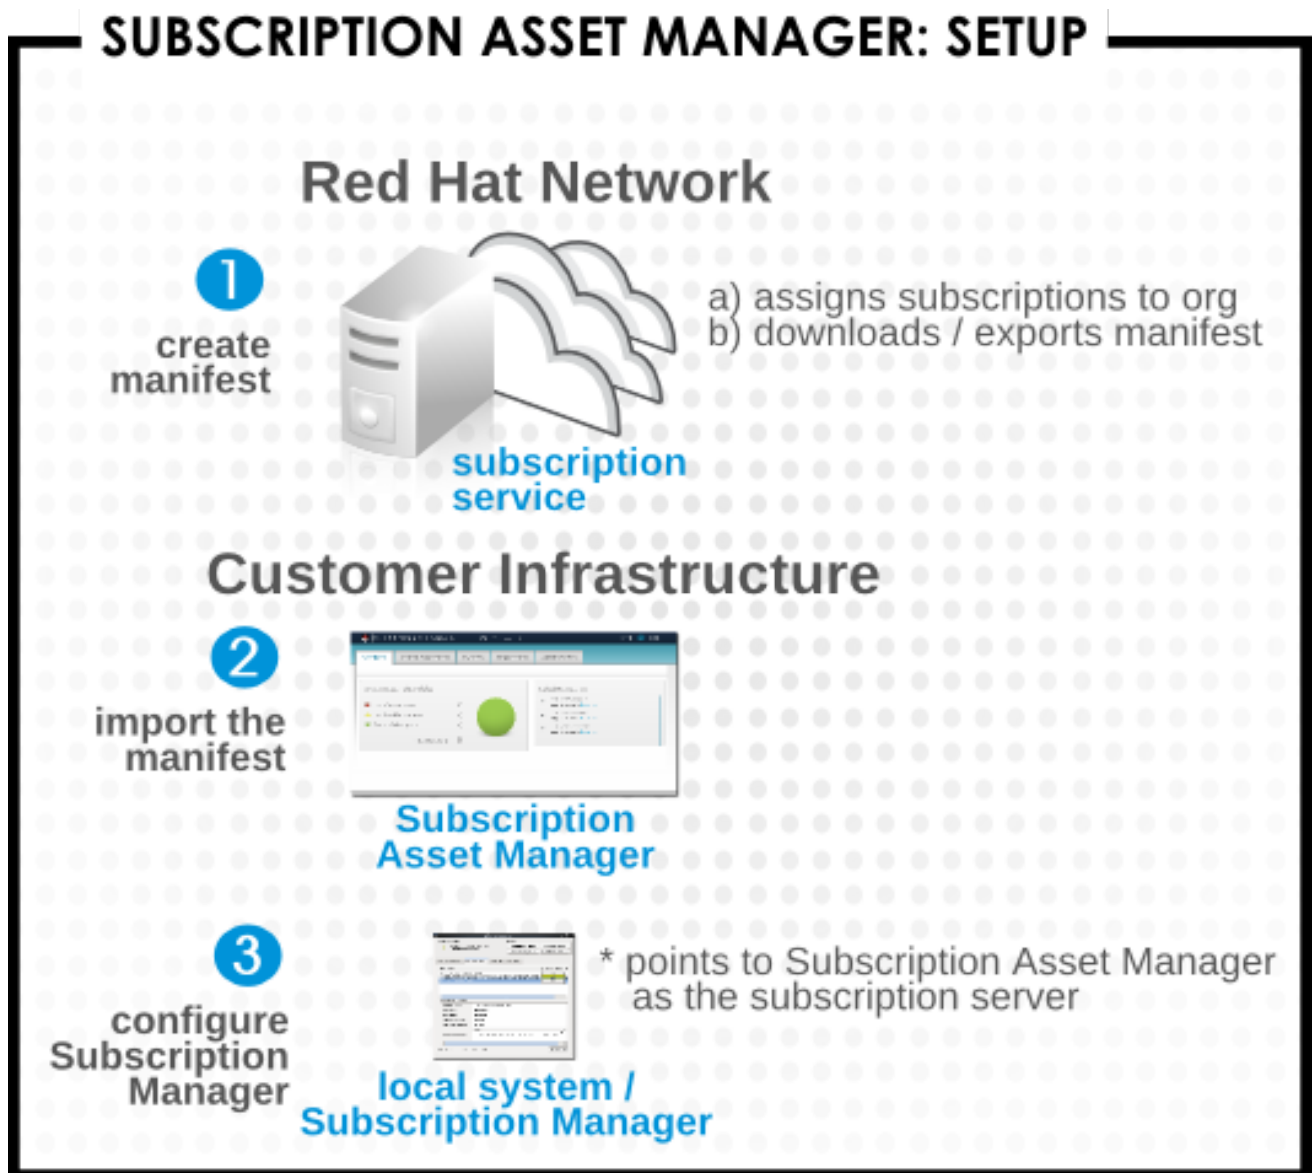 SUBSCRIPTION ASSET MANAGER: SETUP
Red Hat Network
1
create
manifest
a) assigns subscriptions to org
b) downloads / exports manifest
subscription
service
Customer Infrastructure
2
import the
manifest
Subscription
Asset Manager
3
configure
Subscription
Manager
* points to Subscription Asset Manager
as the subscription server
local system /
Subscription Manager